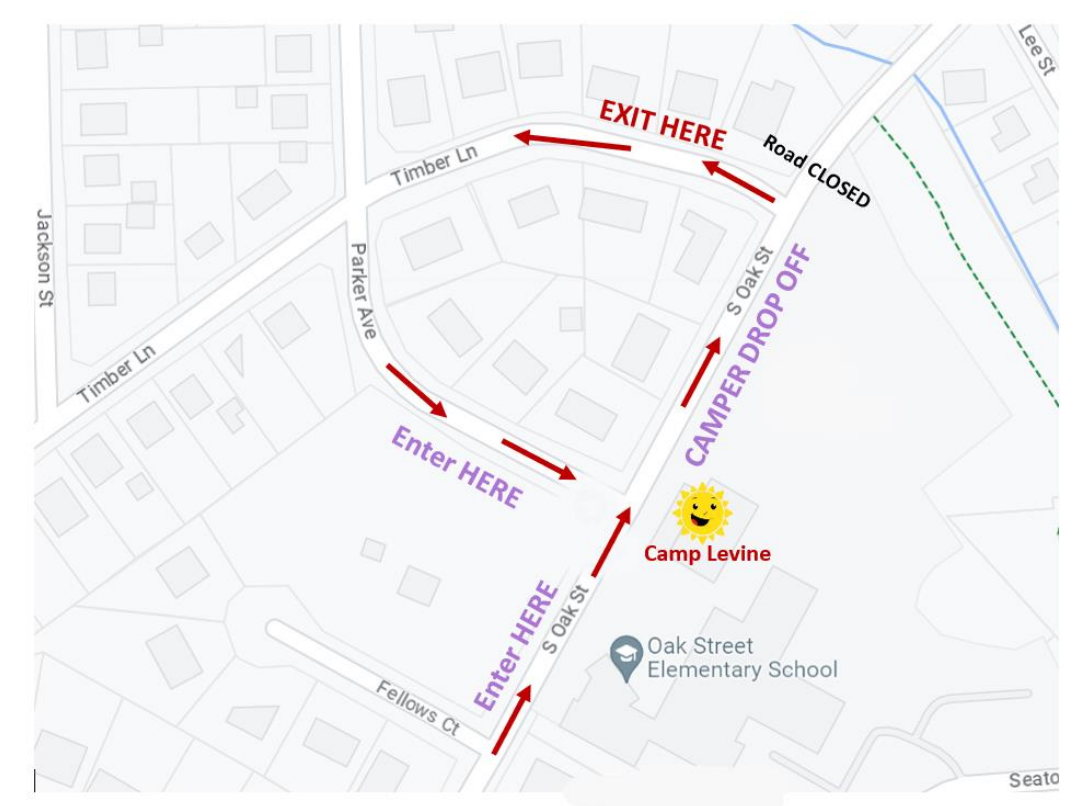 Lee St
EXIT HERE
Road CLOSED
Timber Ln
Jackson St
Parker Ave
S Oak St
CAMPER DROP OFF
Timber Ln
Enter HERE
Camp Levine
Enter HERE
S Oak St
Oak Street
Elementary School
Fellows Ct
Seato